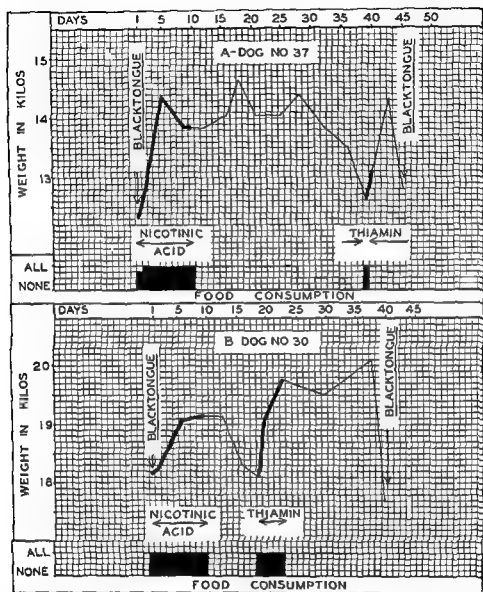 DAYS 1 5 10 15 20 25 30 35 40 45 50
A-DOG NO 37
WEIGHT IN KILOS
15
14
13
BLACKTONGUE
BLACKTONGUE
NICOTINIC
ACID
THIAMIN
ALL
NONE
FOOD CONSUMPTION
DAYS 1 5 10 15 20 25 30 35 40 45
B DOG NO 30
WEIGHT IN KILOS
20
19
18
BLACKTONGUE
BLACKTONGUE
NICOTINIC
ACID
THIAMIN
ALL
NONE
FOOD CONSUMPTION